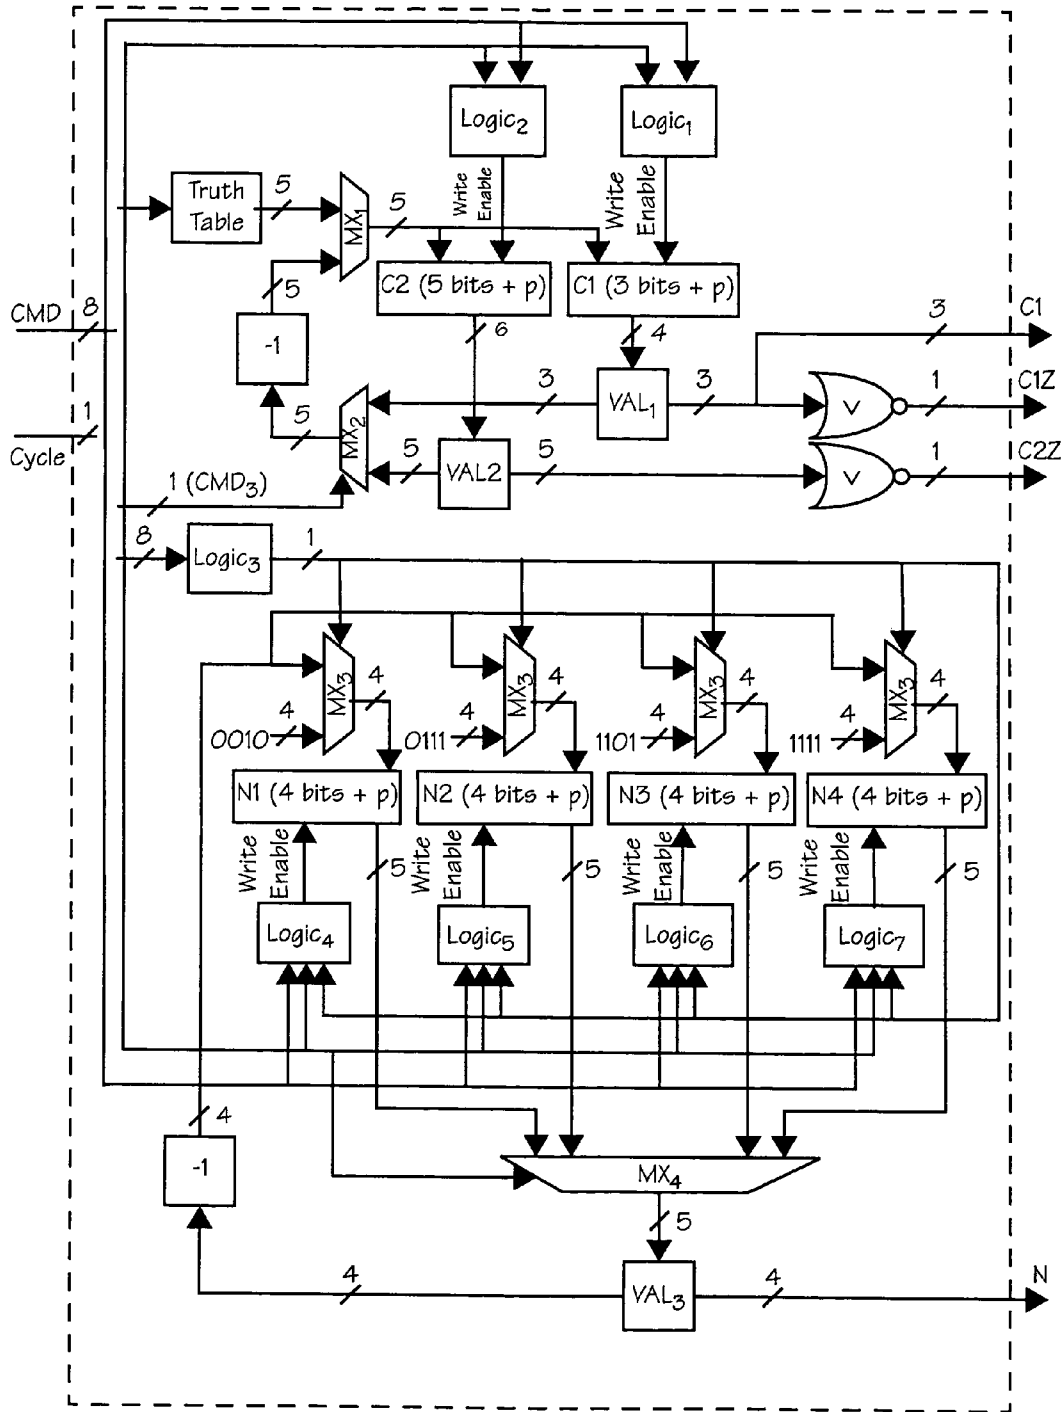 Logic2
Logic1
Write
Enable
Write
Enable
Truth
Table
5
MX1
5
C2 (5 bits + p)
C1 (3 bits + p)
5
CMD
8
-1
6
4
3
C1
VAL1
3
3
V
1
C1Z
MX2
5
Cycle
1
5
VAL2
5
V
1
C2Z
1 (CMD3)
8
Logic3
1
MX3
4
MX3
4
MX3
4
MX3
4
0010
4
0111
4
1101
4
1111
4
N1 (4 bits + p)
N2 (4 bits + p)
N3 (4 bits + p)
N4 (4 bits + p)
Write
Enable
5
Write
Enable
5
Write
Enable
5
Write
Enable
5
Logic4
Logic5
Logic6
Logic7
4
-1
MX4
5
4
VAL3
4
N